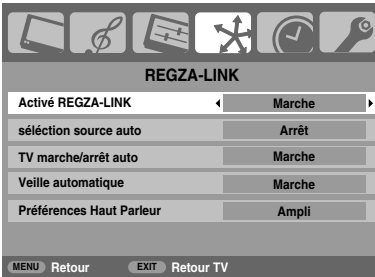 REGZA-LINK
Activé REGZA-LINK Marche
séléction source auto Arrêt
TV marche/arrêt auto Marche
Veille automatique Marche
Préférences Haut Parleur Ampli
MENU Retour EXIT Retour TV